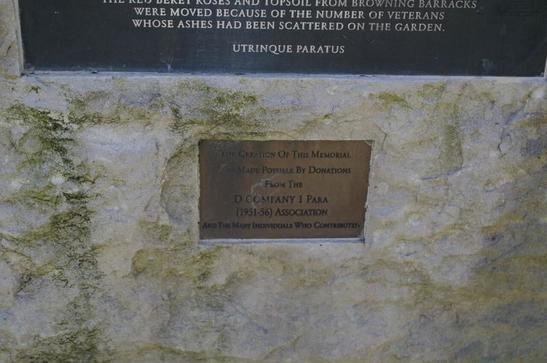 THE RED BERET ROSES AND TOPSOIL FROM BROWNING BARRACKS
WERE MOVED BECAUSE OF THE NUMBER OF VETERANS
WHOSE ASHES HAD BEEN SCATTERED ON THE GARDEN.
UTRINQUE PARATUS
THE CREATION OF THIS MEMORIAL
WAS MADE POSSIBLE BY DONATIONS
FROM THE
D COMPANY 1 PARA
(1951-56) ASSOCIATION
AND THE MANY INDIVIDUALS WHO CONTRIBUTED